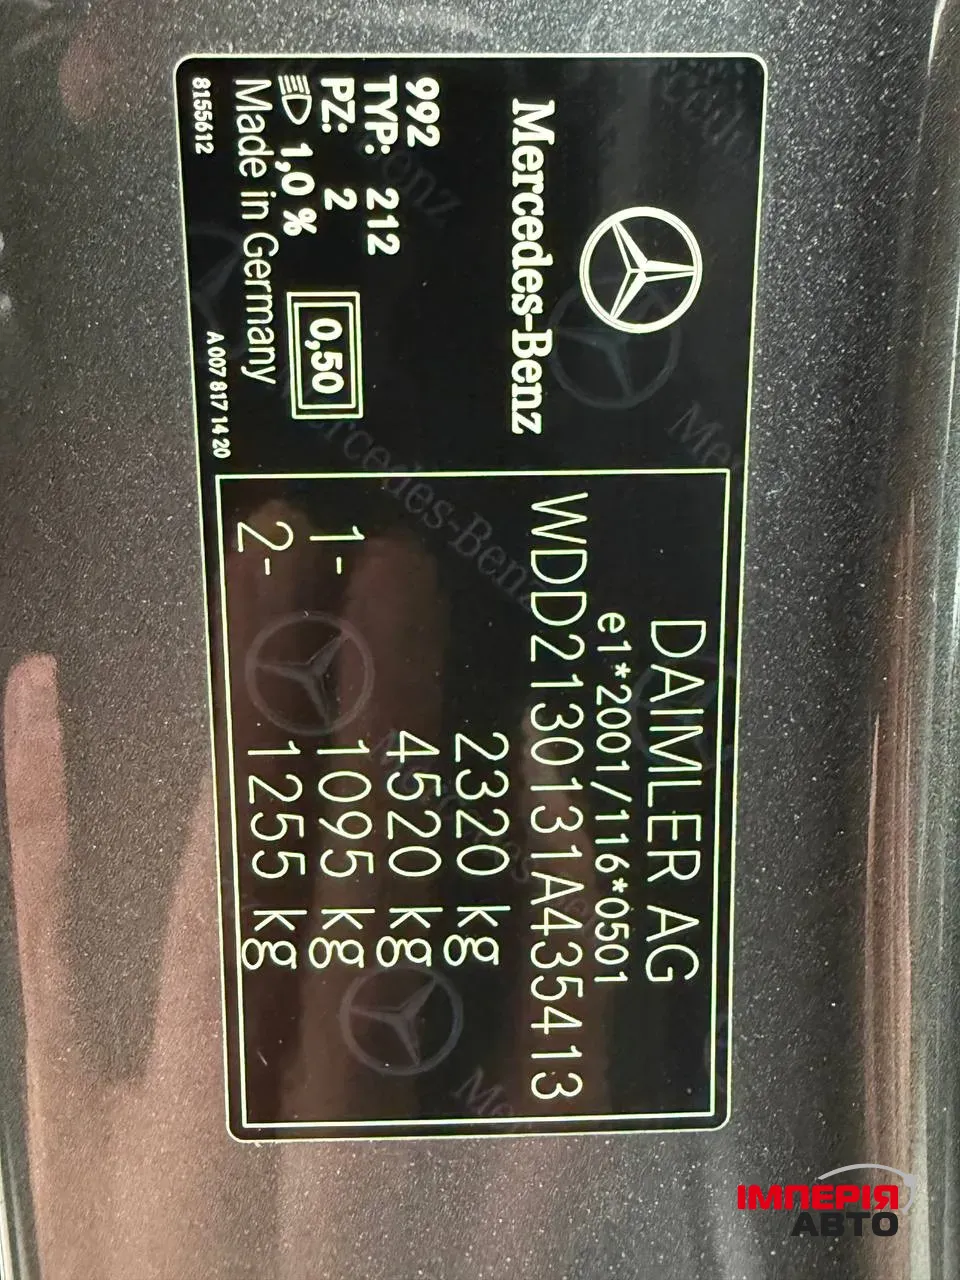 Mercedes-Benz
992
TYP: 212
PZ: 2
0,50
1,0 %
Made in Germany
8155612
A 007 817 14 20
DAIMLER AG
e1*2001/116*0501
WDD2130131A435413
2320 kg
4520 kg
1- 1095 kg
2- 1255 kg
ІМПЕРІЯ
АВТО